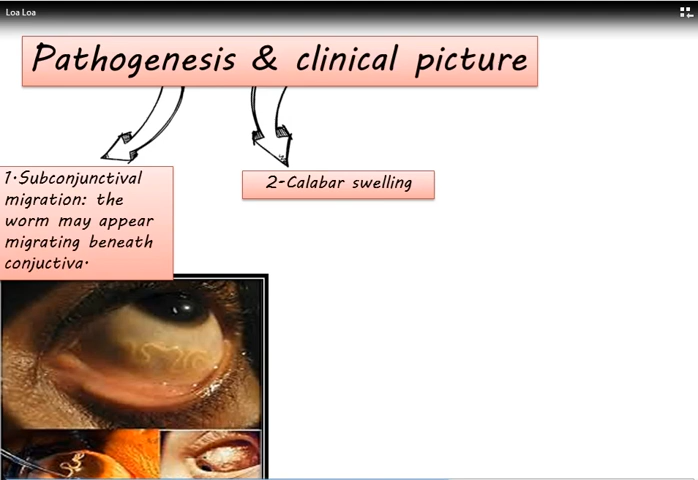 Loa Loa
Pathogenesis & clinical picture
1.Subconjunctival
migration: the
worm may appear
migrating beneath
conjuctiva.
2-Calabar swelling